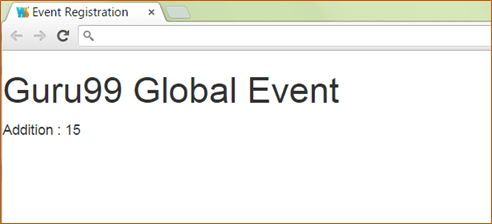 Event Registration
Guru99 Global Event
Addition : 15